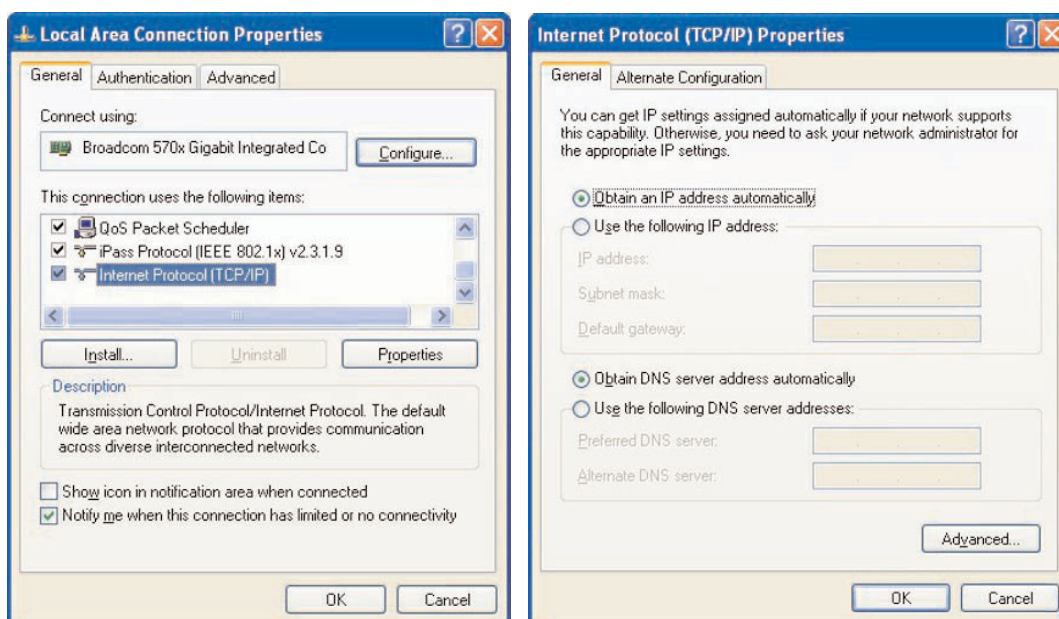 Local Area Connection Properties
General Authentication Advanced
Connect using:
Broadcom 570x Gigabit Integrated Co
Configure...
This connection uses the following items:
QoS Packet Scheduler
iPass Protocol (IEEE 802.1x) v2.3.1.9
Internet Protocol (TCP/IP)
Install... Uninstall Properties
Description
Transmission Control Protocol/Internet Protocol. The default
wide area network protocol that provides communication
across diverse interconnected networks.
Show icon in notification area when connected
Notify me when this connection has limited or no connectivity
OK Cancel
Internet Protocol (TCP/IP) Properties
General Alternate Configuration
You can get IP settings assigned automatically if your network supports
this capability. Otherwise, you need to ask your network administrator for
the appropriate IP settings.
Obtain an IP address automatically
Use the following IP address:
IP address:
Subnet mask:
Default gateway:
Obtain DNS server address automatically
Use the following DNS server addresses:
Preferred DNS server:
Alternate DNS server:
Advanced...
OK Cancel